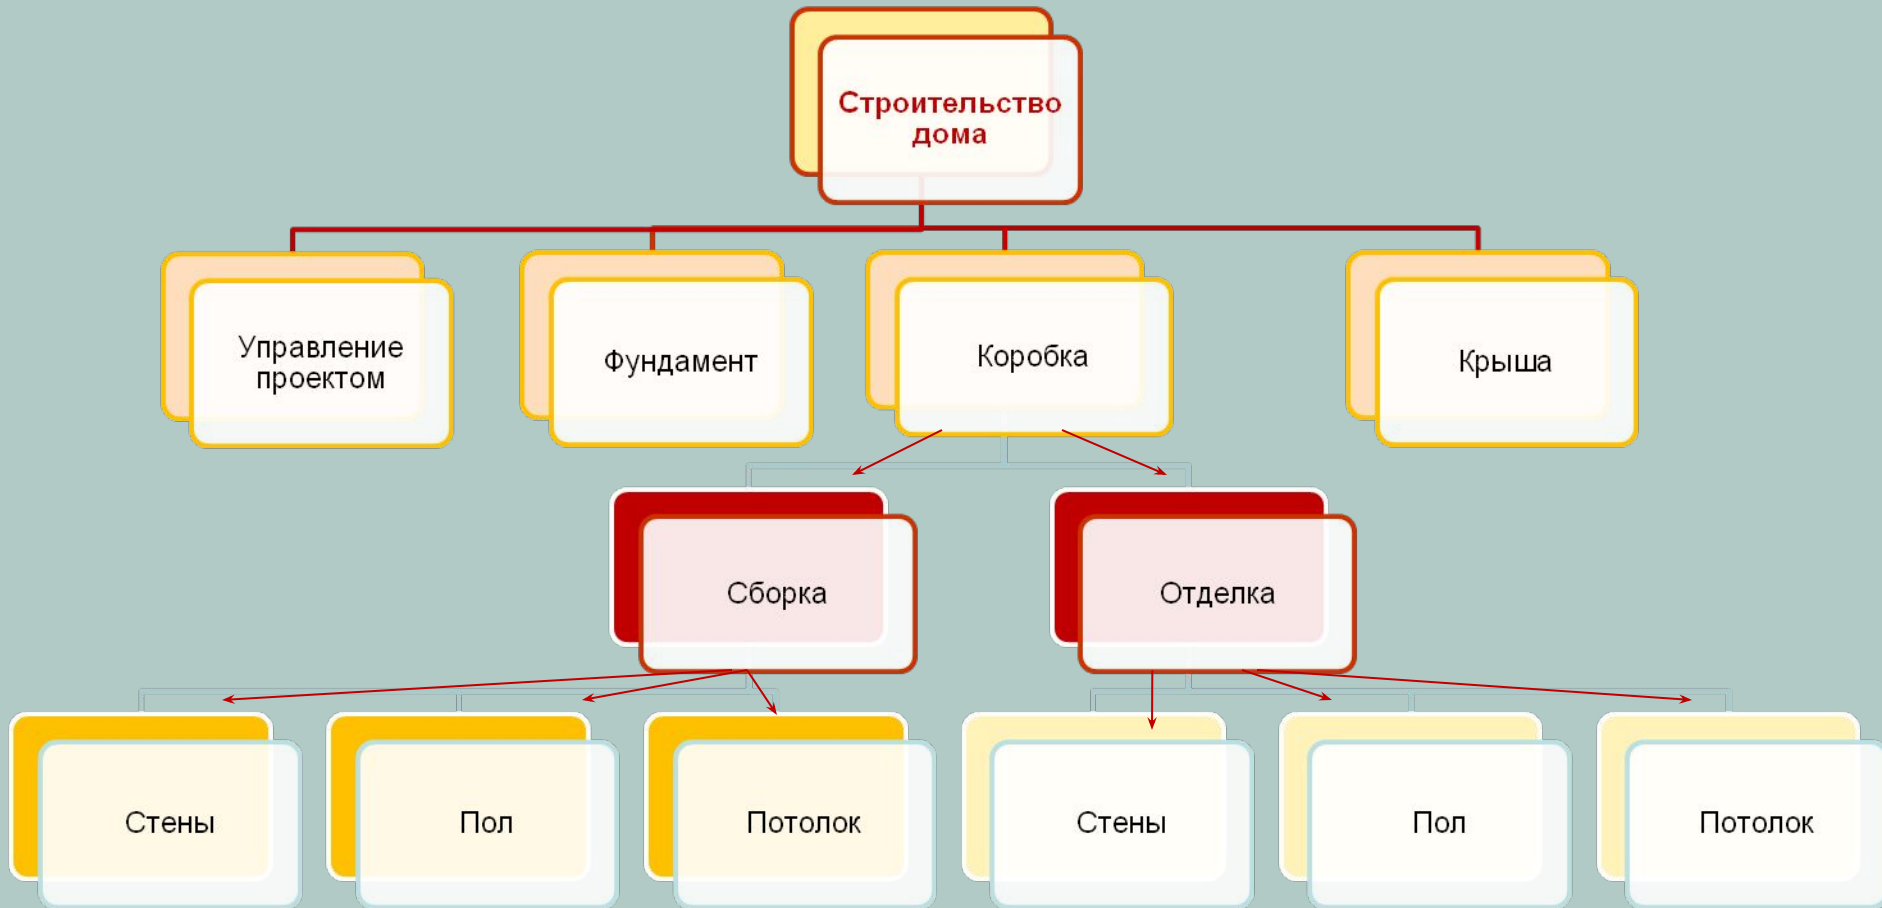 Строительство
дома
Управление
проектом
Фундамент
Коробка
Крыша
Сборка
Отделка
Стены
Пол
Потолок
Стены
Пол
Потолок